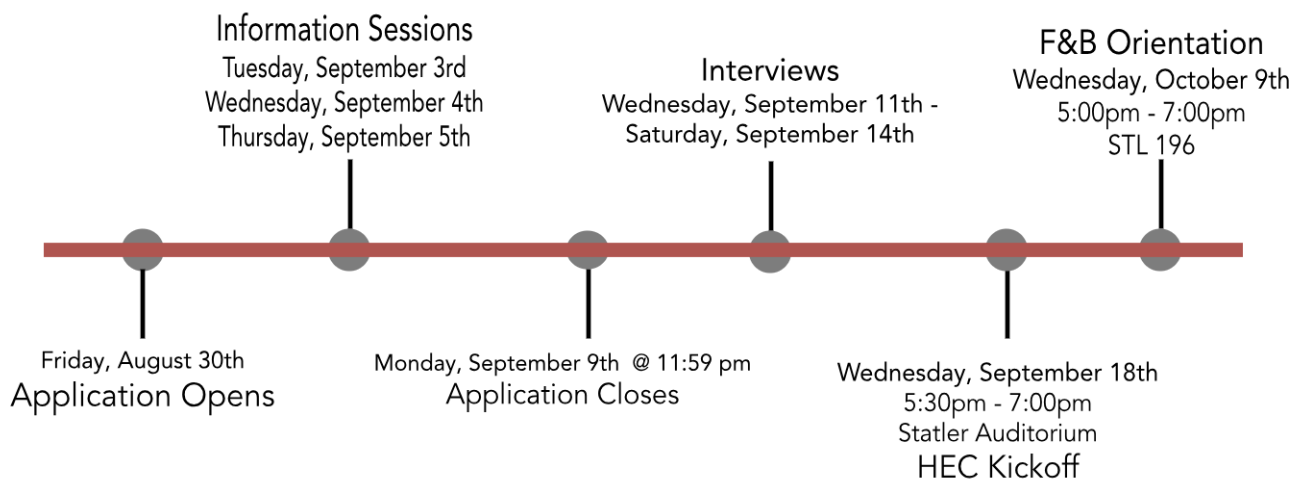 Information Sessions
Tuesday, September 3rd
Wednesday, September 4th
Thursday, September 5th
Interviews
Wednesday, September 11th -
Saturday, September 14th
F&B Orientation
Wednesday, October 9th
5:00pm - 7:00pm
STL 196
Friday, August 30th
Application Opens
Monday, September 9th @ 11:59 pm
Application Closes
Wednesday, September 18th
5:30pm - 7:00pm
Statler Auditorium
HEC Kickoff